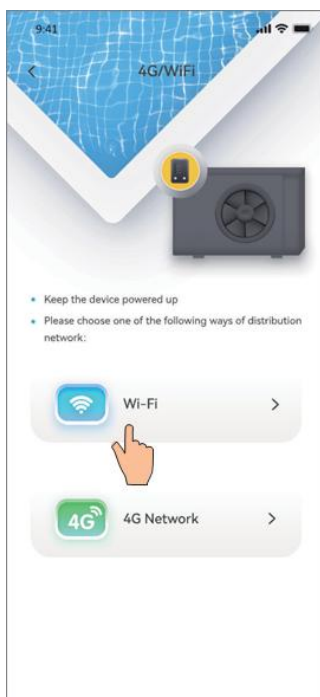 9:41
4G/WiFi
Keep the device powered up
Please choose one of the following ways of distribution
network:
Wi-Fi
4G
4G Network